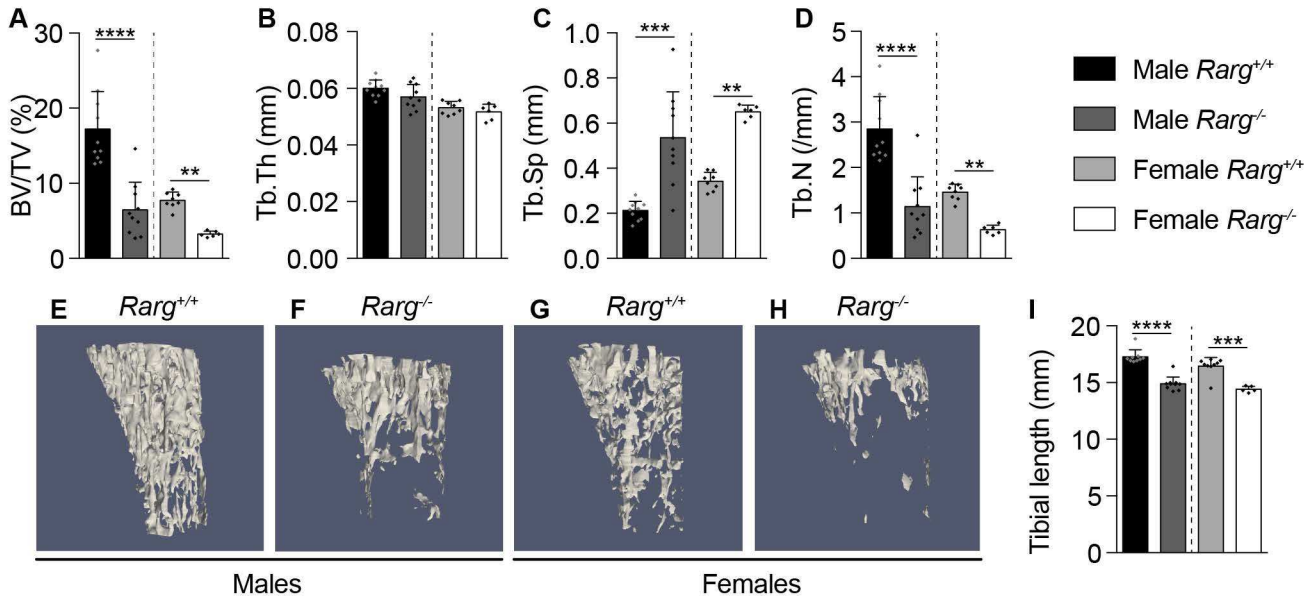 A
BV/TV (%)
30
20
10
0
****
**
B
Tb.Th (mm)
0.08
0.06
0.04
0.02
0.00
C
Tb.Sp (mm)
1.0
0.8
0.6
0.4
0.2
0.0
***
**
D
Tb.N (/mm)
5
4
3
2
1
0
****
**
Male Rarg+/+
Male Rarg-/-
Female Rarg+/+
Female Rarg-/-
E Rarg+/+
F Rarg-/-
G Rarg+/+
H Rarg-/-
Males
Females
I
Tibial length (mm)
20
15
10
5
0
****
***